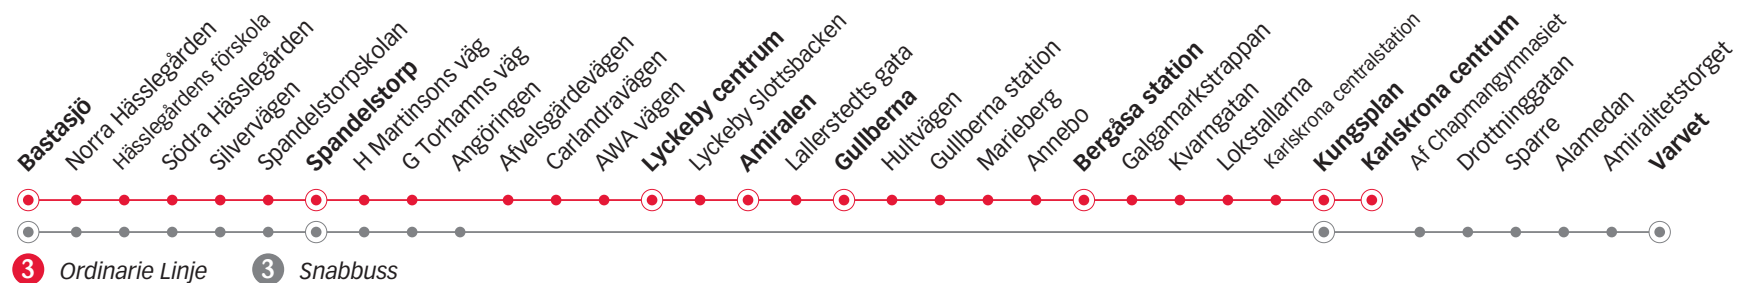 Bastasjö
Norra Hässlegården
Hässlegårdens förskola
Södra Hässlegården
Silvervägen
Spandelstorpskolan
Spandelstorp
H Martinsons väg
G Torhamns väg
Angöringen
Afvelsgärdevägen
Carlandravägen
AWA vägen
Lyckeby centrum
Lyckeby Slottsbacken
Amiralen
Lallerstedts gata
Gullberna
Hultvägen
Gullberna station
Marieberg
Annebo
Bergåsa station
Galgamarkstrappan
Kvarngatan
Lokstallarna
Karlskrona centralstation
Kungsplan
Karlskrona centrum
Af Chapmangymnasiet
Drottninggatan
Sparre
Alamedan
Amiralitetstorget
Varvet
3 Ordinarie Linje
3 Snabbuss